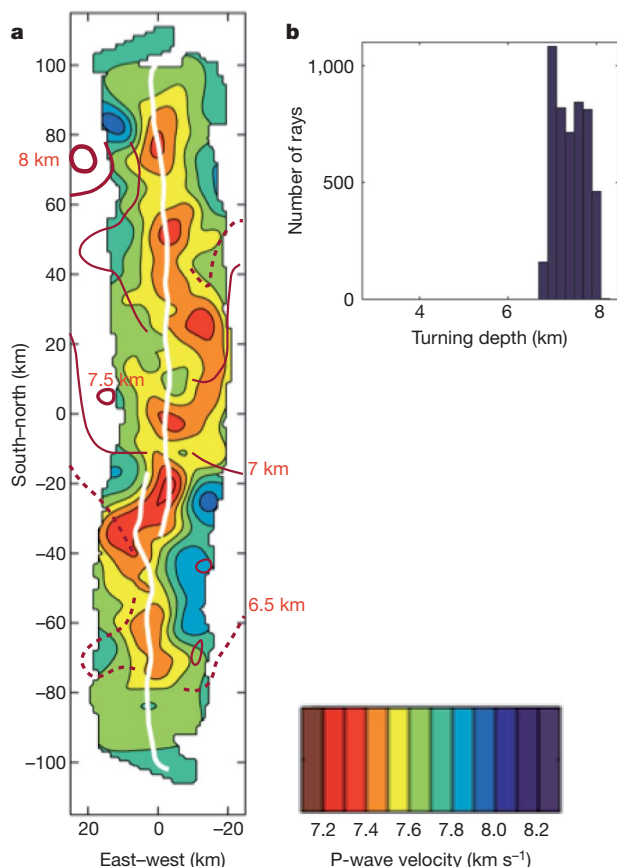 a
100
80
60
40
20
0
−20
−40
−60
−80
−100
South–north (km)
8 km
7.5 km
7 km
6.5 km
20
0
−20
East–west (km)
b
1,000
500
0
Number of rays
4
6
8
Turning depth (km)
7.2 7.4 7.6 7.8 8.0 8.2
P-wave velocity (km s⁻¹)